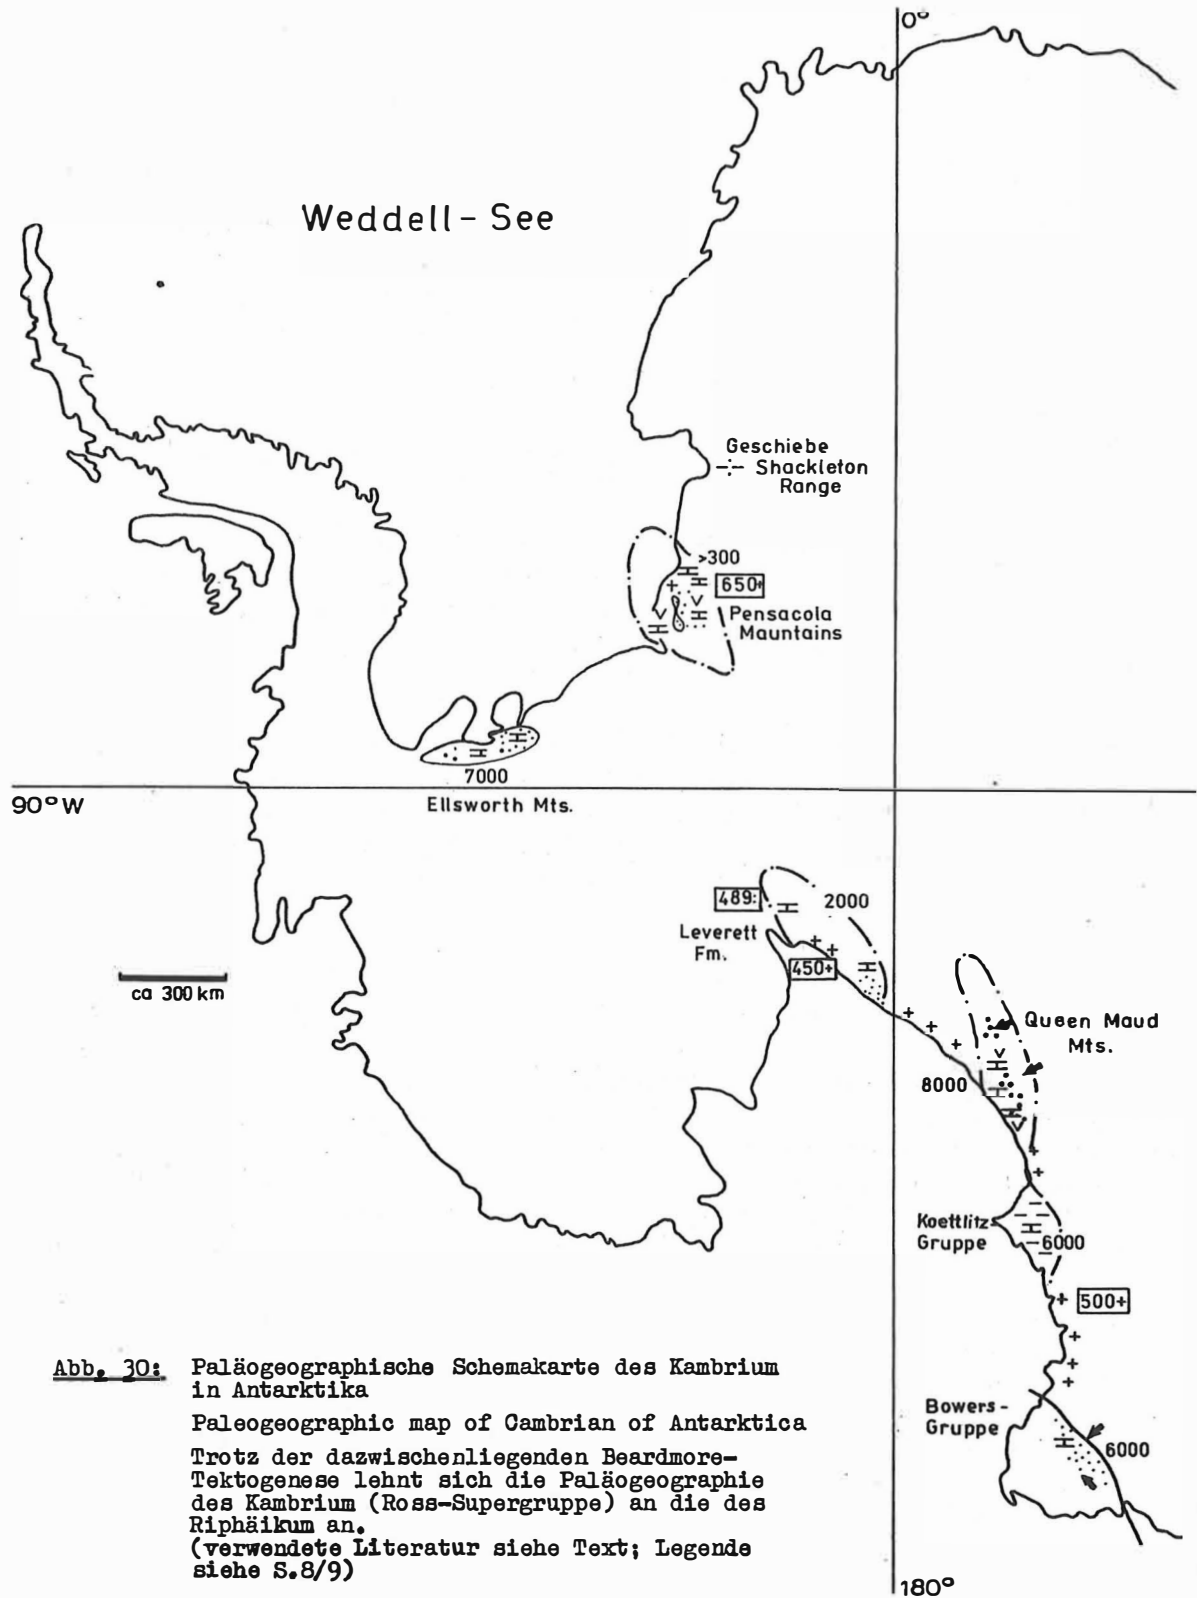 0°
Weddell - See
Geschiebe
Shackleton
Range
>300
650+
Pensacola
Mauntains
7000
90°W
Ellsworth Mts.
489:
2000
Leverett
Fm.
450+
ca 300 km
Queen Maud
Mts.
8000
Koettlitz-
Gruppe
6000
500+
Bowers-
Gruppe
6000
Abb. 30: Paläogeographische Schemakarte des Kambrium
in Antarktika
Paleogeographic map of Cambrian of Antarctica
Trotz der dazwischenliegenden Beardmore-
Tektogenese lehnt sich die Paläogeographie
des Kambrium (Ross-Supergruppe) an die des
Riphäikum an.
(verwendete Literatur siehe Text; Legende
siehe S.8/9)
180°